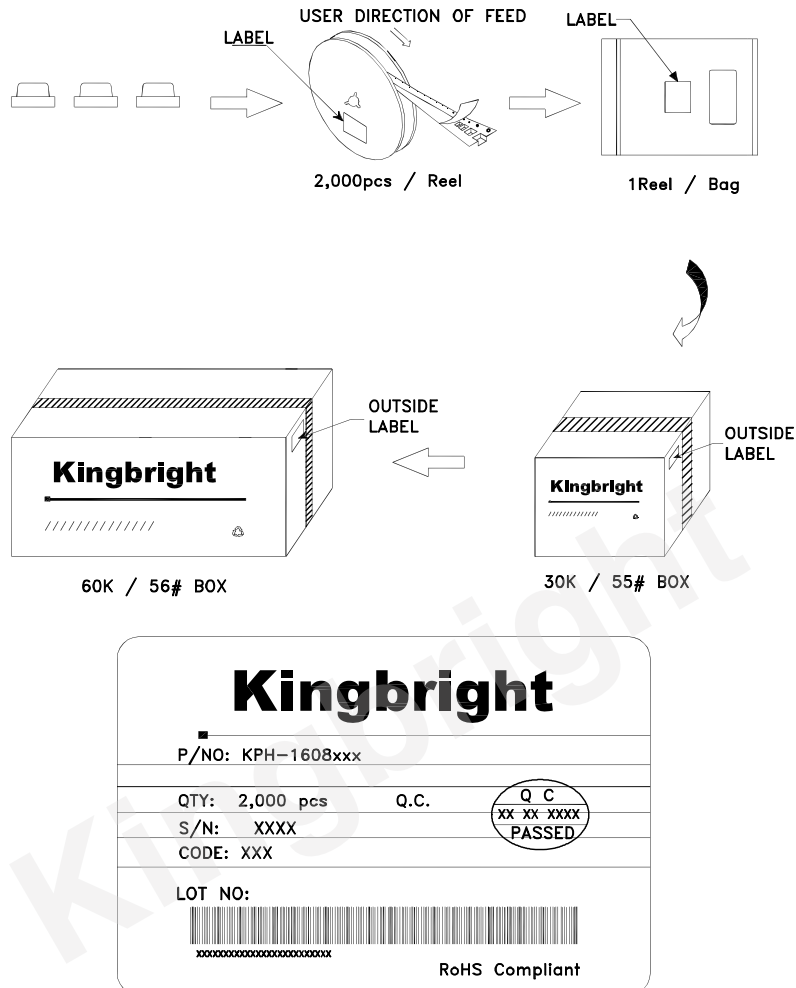 USER DIRECTION OF FEED
LABEL
LABEL
2,000pcs / Reel
1Reel / Bag
OUTSIDE
LABEL
OUTSIDE
LABEL
Kingbright
Kingbright
60K / 56# BOX
30K / 55# BOX
Kingbright
Kingbright
P/NO: KPH-1608xxx
QTY: 2,000 pcs Q.C.
Q C
XX XX XXXX
PASSED
S/N: XXXX
CODE: XXX
LOT NO:
XXXXXXXXXXXXXXXXXXXXXXXXXXX
RoHS Compliant